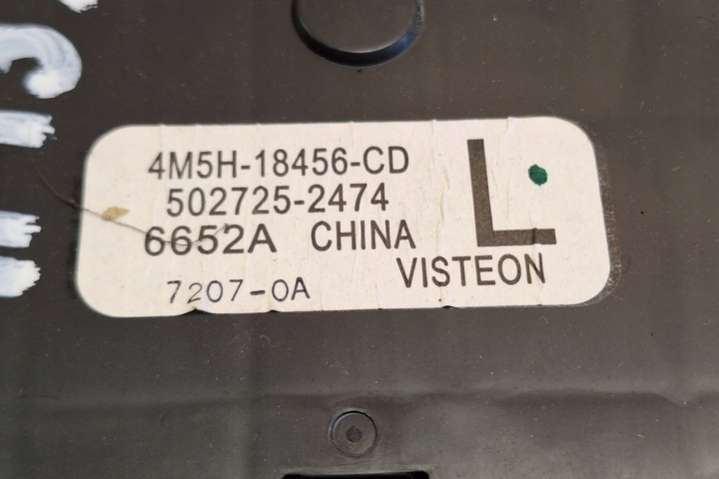 4M5H-18456-CD
502725-2474
6652A CHINA
L
VISTEON
7207-0A